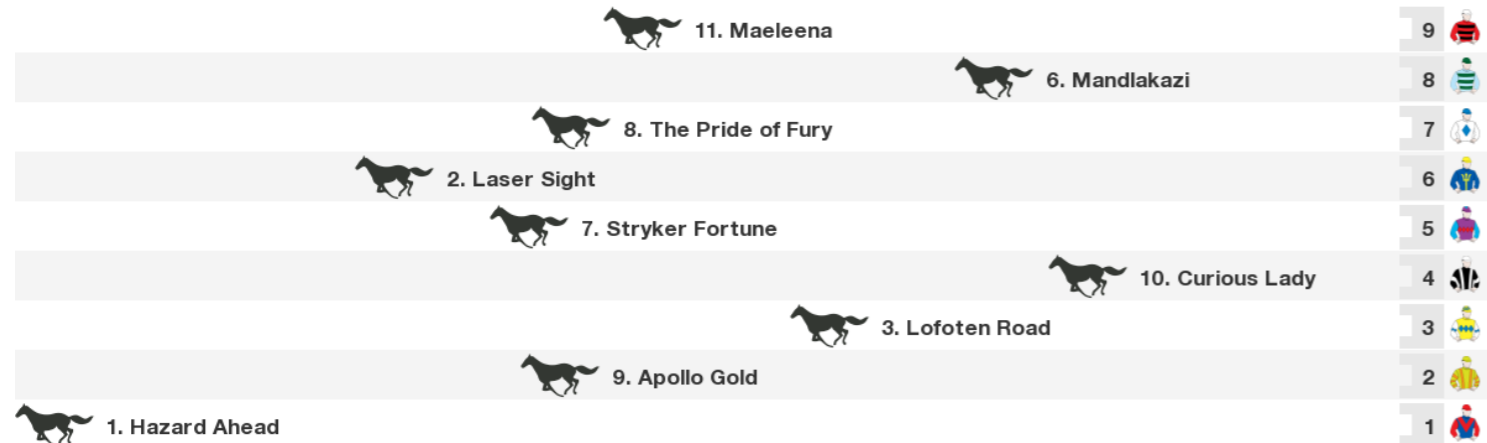 11. Maeleena 9
6. Mandlakazi 8
8. The Pride of Fury 7
2. Laser Sight 6
7. Stryker Fortune 5
10. Curious Lady 4
3. Lofoten Road 3
9. Apollo Gold 2
1. Hazard Ahead 1